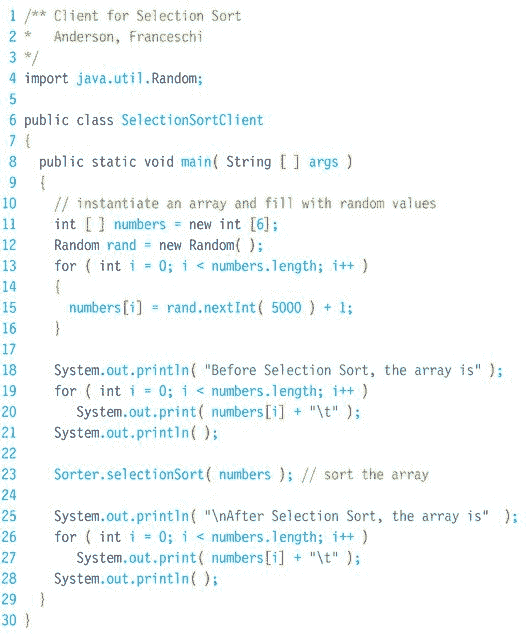 1 /** Client for Selection Sort
2 *   Anderson, Franceschi
3 */
4 import java.util.Random;
5
6 public class SelectionSortClient
7 {
8   public static void main( String [ ] args )
9   {
10     // instantiate an array and fill with random values
11     int [ ] numbers = new int [6];
12     Random rand = new Random( );
13     for ( int i = 0; i < numbers.length; i++ )
14     {
15       numbers[i] = rand.nextInt( 5000 ) + 1;
16     }
17
18     System.out.println( "Before Selection Sort, the array is" );
19     for ( int i = 0; i < numbers.length; i++ )
20        System.out.print( numbers[i] + "\t" );
21     System.out.println( );
22
23     Sorter.selectionSort( numbers ); // sort the array
24
25     System.out.println( "\nAfter Selection Sort, the array is"  );
26     for ( int i = 0; i < numbers.length; i++ )
27        System.out.print( numbers[i] + "\t" );
28     System.out.println( );
29   }
30 }